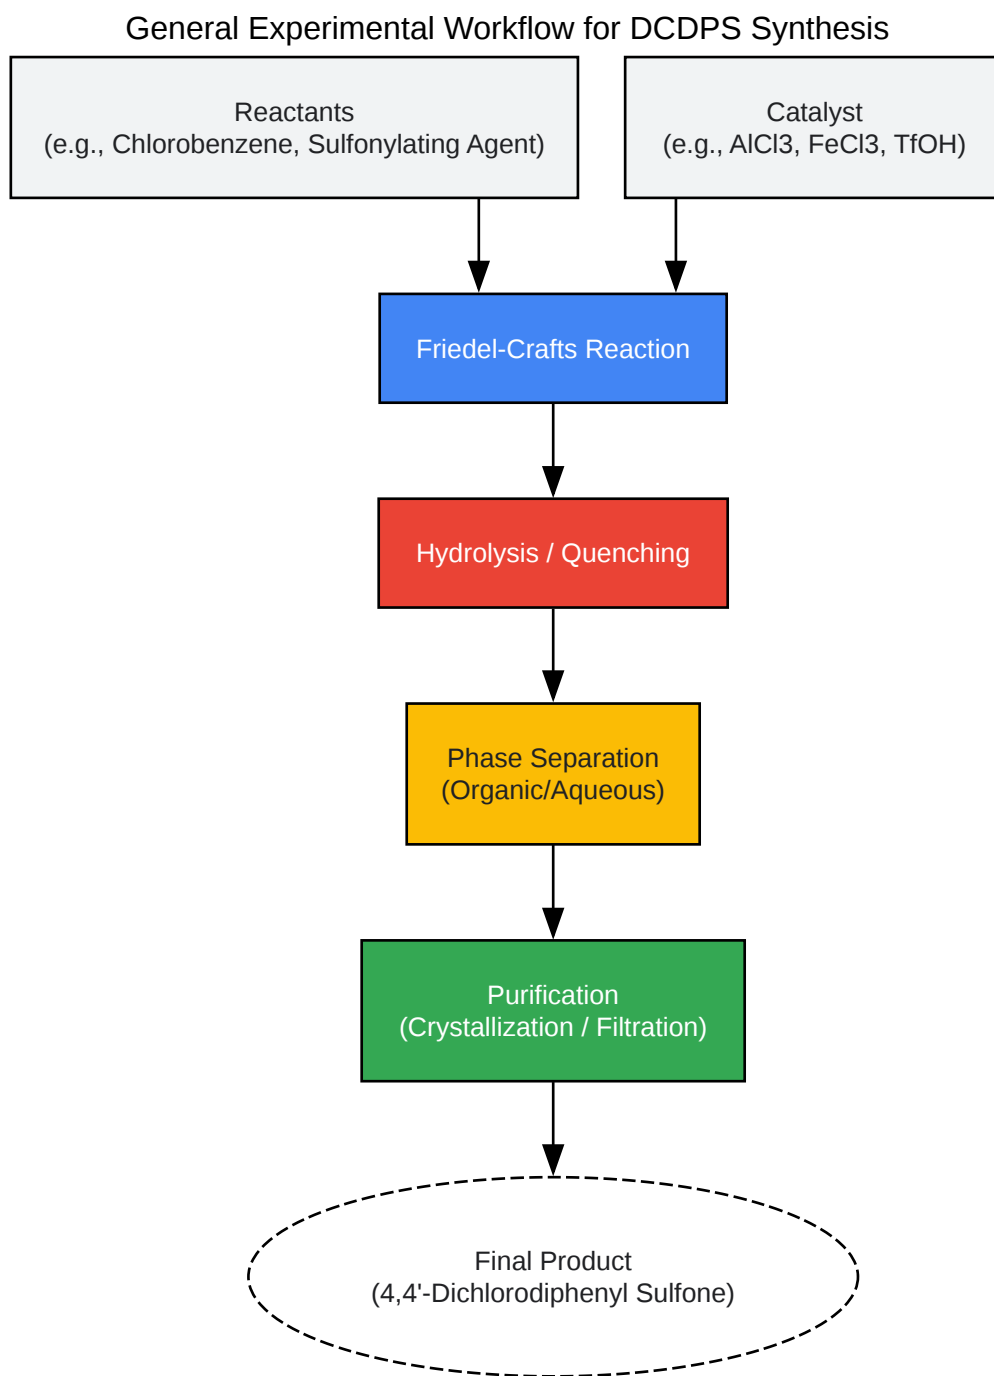 General Experimental Workflow for DCDPS Synthesis
Reactants
(e.g., Chlorobenzene, Sulfonylating Agent)
Catalyst
(e.g., AlCl3, FeCl3, TfOH)
Friedel-Crafts Reaction
Hydrolysis / Quenching
Phase Separation
(Organic/Aqueous)
Purification
(Crystallization / Filtration)
Final Product
(4,4'-Dichlorodiphenyl Sulfone)